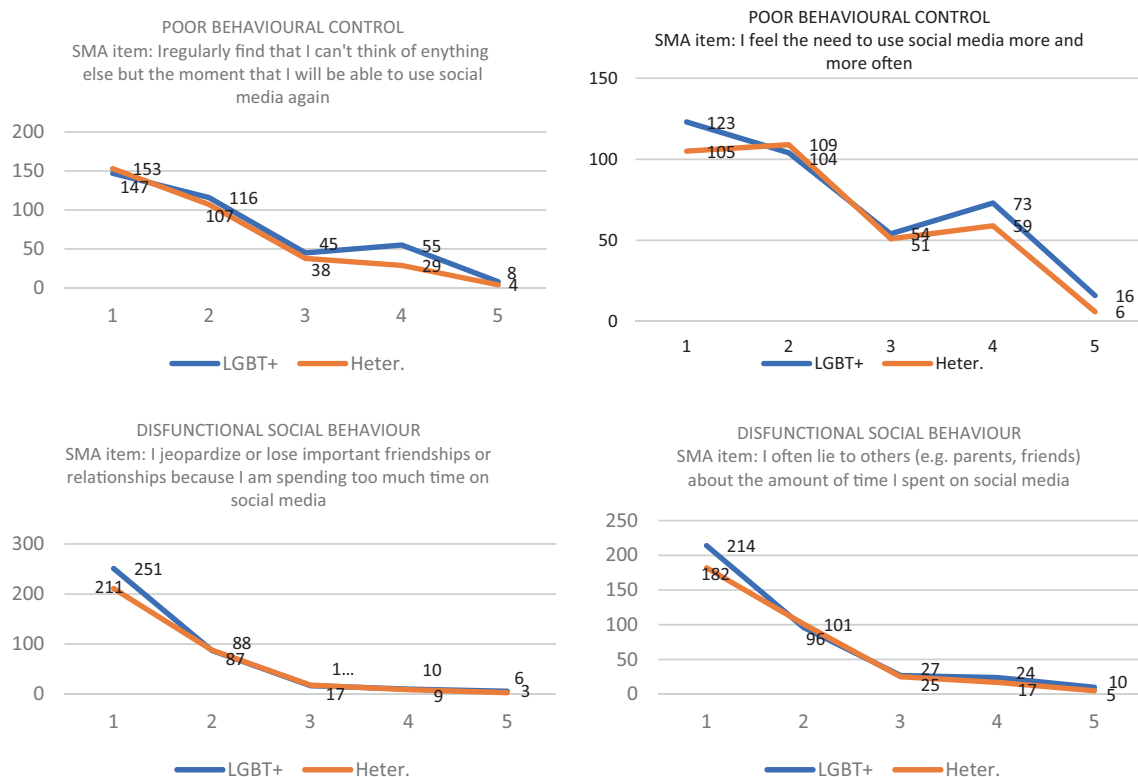 POOR BEHAVIOURAL CONTROL
SMA item: Iregularly find that I can't think of enything
else but the moment that I will be able to use social
media again
200
150
100
50
0
153
147
116
107
45
38
55
29
8
4
1 2 3 4 5
LGBT+ Heter.
POOR BEHAVIOURAL CONTROL
SMA item: I feel the need to use social media more and
more often
150
100
50
0
123
105
109
104
54
51
73
59
16
6
1 2 3 4 5
LGBT+ Heter.
DISFUNCTIONAL SOCIAL BEHAVIOUR
SMA item: I jeopardize or lose important friendships or
relationships because I am spending too much time on
social media
300
200
100
0
251
211
88
87
1...
17
10
9
6
3
1 2 3 4 5
LGBT+ Heter.
DISFUNCTIONAL SOCIAL BEHAVIOUR
SMA item: I often lie to others (e.g. parents, friends)
about the amount of time I spent on social media
250
200
150
100
50
0
214
182
101
96
27
25
24
17
10
5
1 2 3 4 5
LGBT+ Heter.